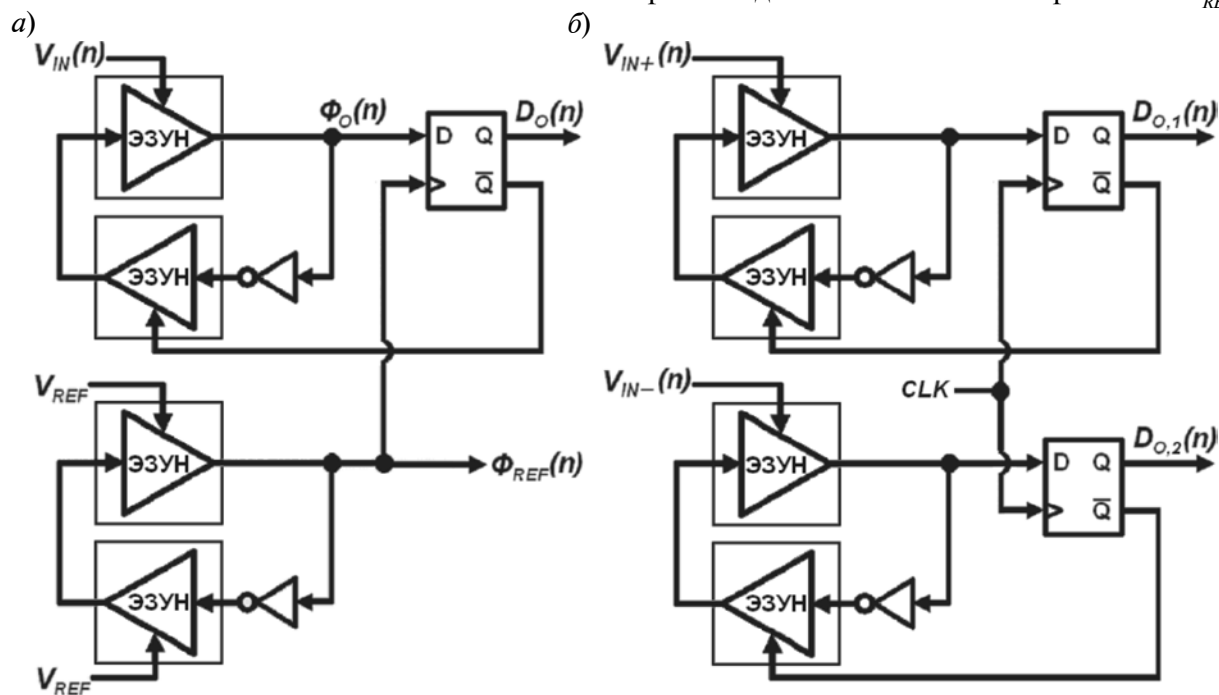 а)
V_IN(n)
ЭЗУН
Φ_O(n)
D_O(n)
D Q
Q̅
ЭЗУН
V_REF
ЭЗУН
Φ_REF(n)
ЭЗУН
V_REF
б)
V_IN+(n)
ЭЗУН
D_O,1(n)
D Q
Q̅
ЭЗУН
V_IN−(n)
CLK
ЭЗУН
D_O,2(n)
D Q
Q̅
ЭЗУН